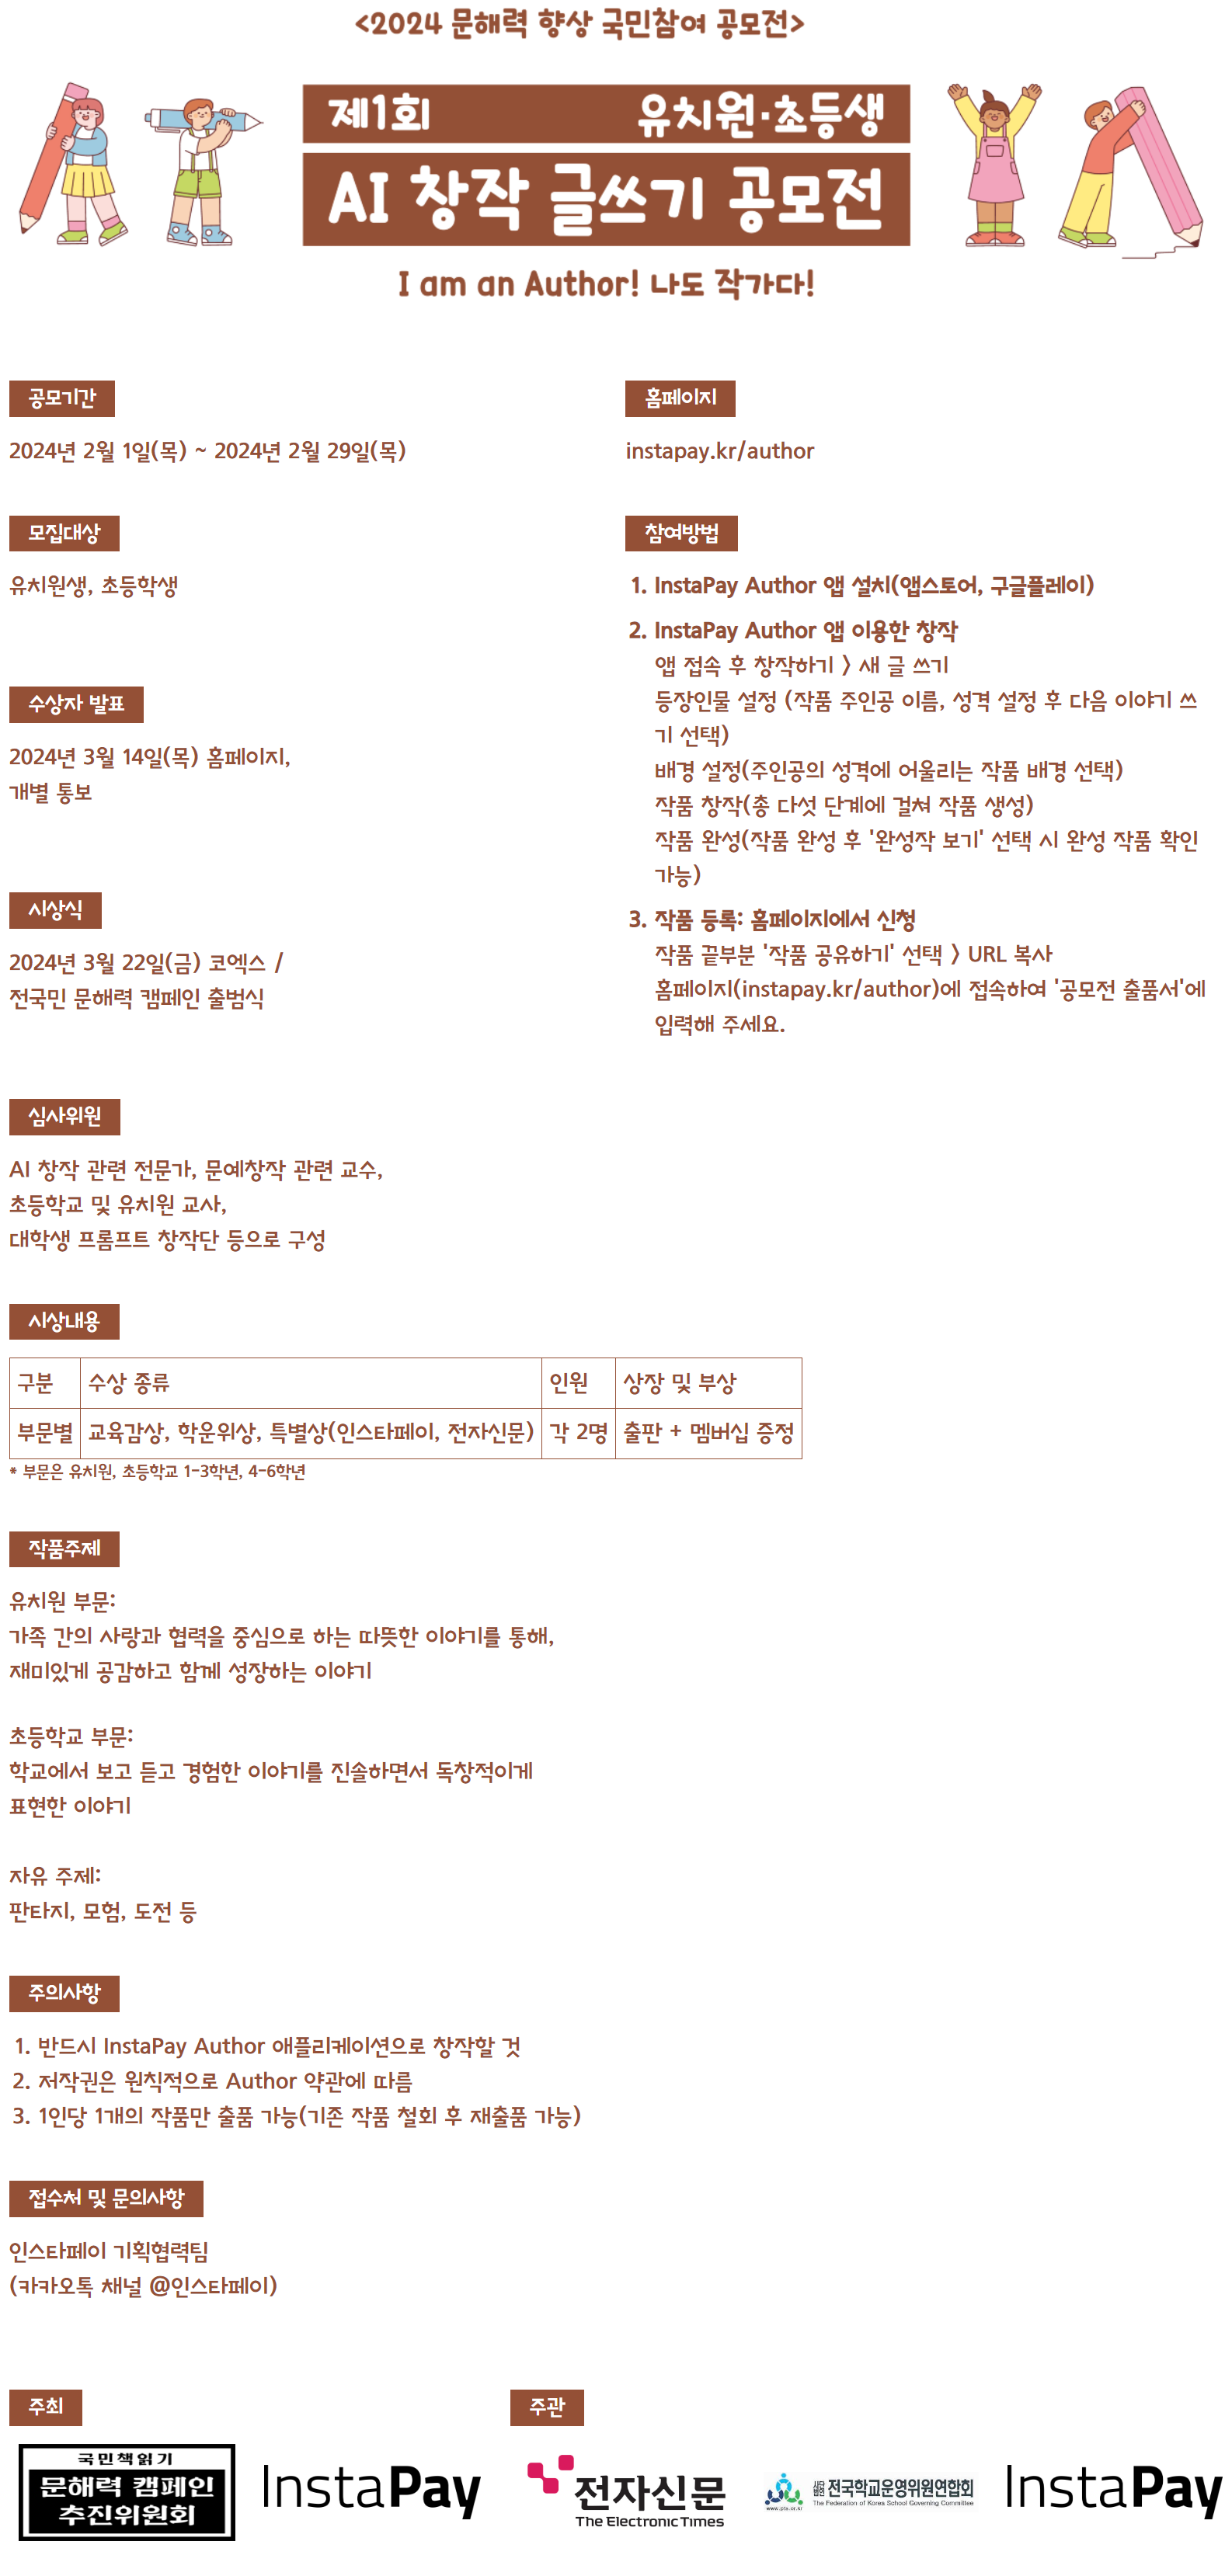 <2024 문해력 향상 국민참여 공모전>
제1회 유치원·초등생
AI 창작 글쓰기 공모전
I am an Author! 나도 작가다!
공모기간
2024년 2월 1일(목) ~ 2024년 2월 29일(목)
모집대상
유치원생, 초등학생
수상자 발표
2024년 3월 14일(목) 홈페이지,
개별 통보
시상식
2024년 3월 22일(금) 코엑스 /
전국민 문해력 캠페인 출범식
홈페이지
instapay.kr/author
참여방법
1. InstaPay Author 앱 설치(앱스토어, 구글플레이)
2. InstaPay Author 앱 이용한 창작
앱 접속 후 창작하기 > 새 글 쓰기
등장인물 설정 (작품 주인공 이름, 성격 설정 후 다음 이야기 쓰
기 선택)
배경 설정(주인공의 성격에 어울리는 작품 배경 선택)
작품 창작(총 다섯 단계에 걸쳐 작품 생성)
작품 완성(작품 완성 후 '완성작 보기' 선택 시 완성 작품 확인
가능)
3. 작품 등록: 홈페이지에서 신청
작품 끝부분 '작품 공유하기' 선택 > URL 복사
홈페이지(instapay.kr/author)에 접속하여 '공모전 출품서'에
입력해 주세요.
심사위원
AI 창작 관련 전문가, 문예창작 관련 교수,
초등학교 및 유치원 교사,
대학생 프롬프트 창작단 등으로 구성
시상내용
구분 수상 종류 인원 상장 및 부상
부문별 교육감상, 학운위상, 특별상(인스타페이, 전자신문) 각 2명 출판 + 멤버십 증정
* 부문은 유치원, 초등학교 1-3학년, 4-6학년
작품주제
유치원 부문:
가족 간의 사랑과 협력을 중심으로 하는 따뜻한 이야기를 통해,
재미있게 공감하고 함께 성장하는 이야기
초등학교 부문:
학교에서 보고 듣고 경험한 이야기를 진솔하면서 독창적이게
표현한 이야기
자유 주제:
판타지, 모험, 도전 등
주의사항
1. 반드시 InstaPay Author 애플리케이션으로 창작할 것
2. 저작권은 원칙적으로 Author 약관에 따름
3. 1인당 1개의 작품만 출품 가능(기존 작품 철회 후 재출품 가능)
접수처 및 문의사항
인스타페이 기획협력팀
(카카오톡 채널 @인스타페이)
주최
국민책읽기
문해력 캠페인
추진위원회
InstaPay
주관
전자신문
The Electronic Times
사단법인 전국학교운영위원연합회
The Federation of Korea School Governing Committee
InstaPay